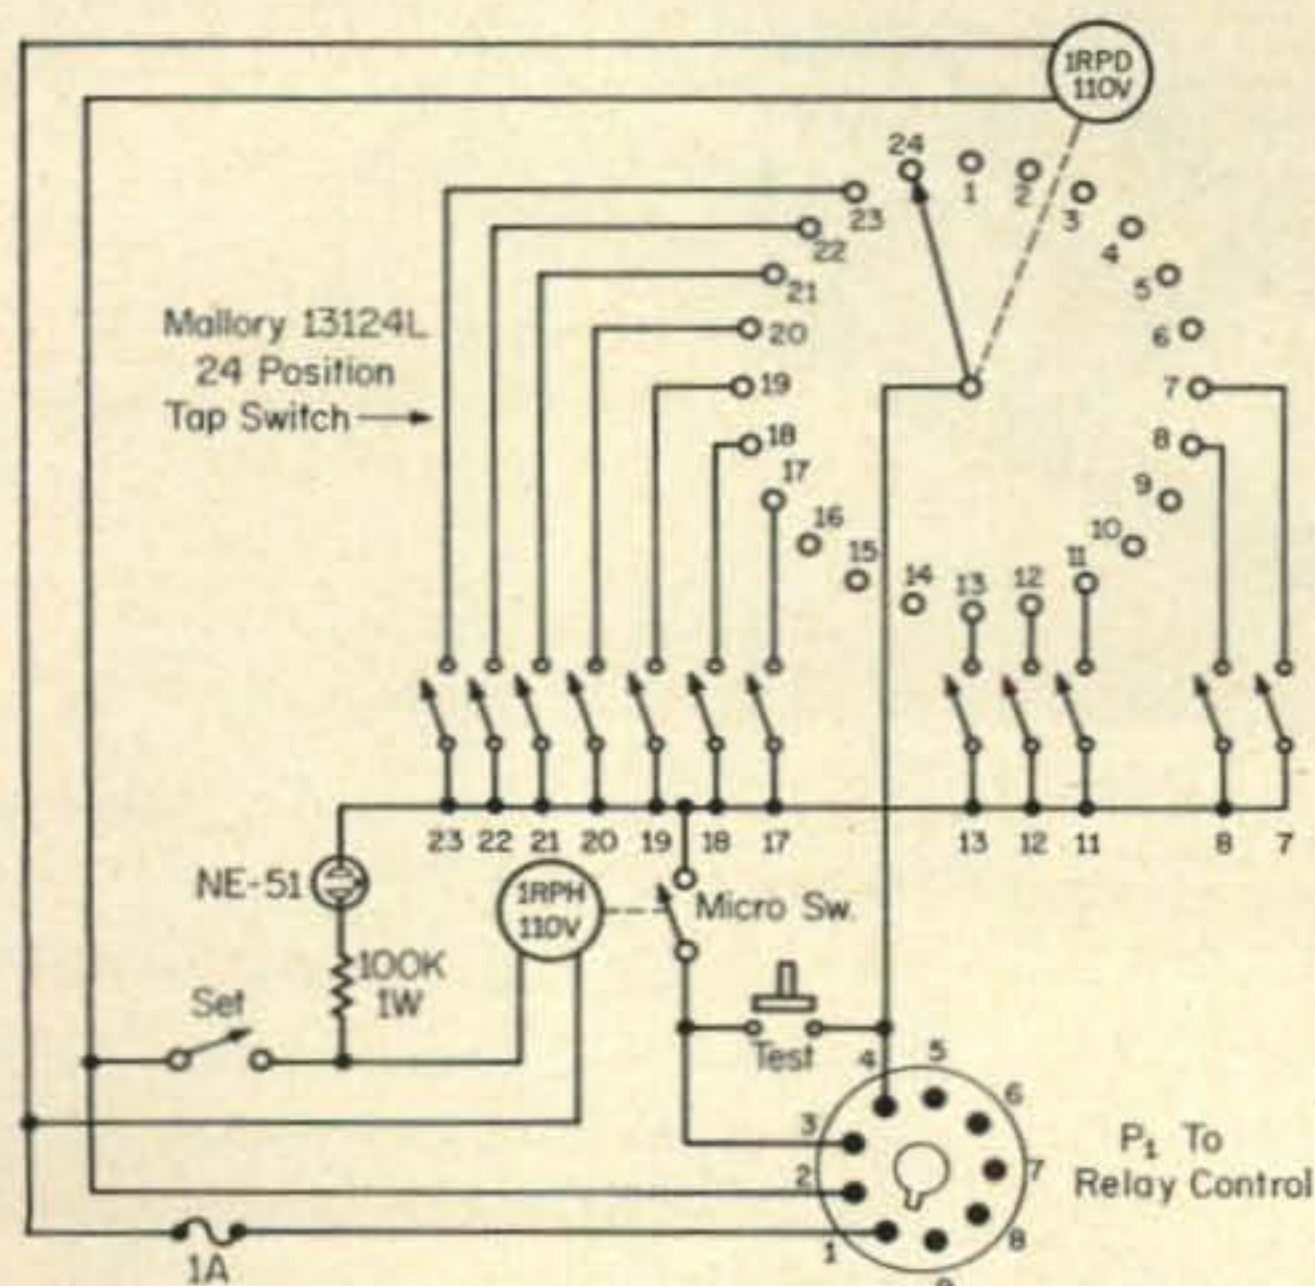 1RPD
110V
24
1
2
3
23
22
4
21
5
Mallory 13124L
24 Position
Tap Switch
20
6
19
7
18
8
17
9
16
10
15
11
14
13
12
23 22 21 20 19 18 17 13 12 11 8 7
NE-51
1RPH
110V
Micro Sw.
100K
1W
Set
Test
4
5
6
3
P₁ To
Relay Control
2
7
1
8
1A
9